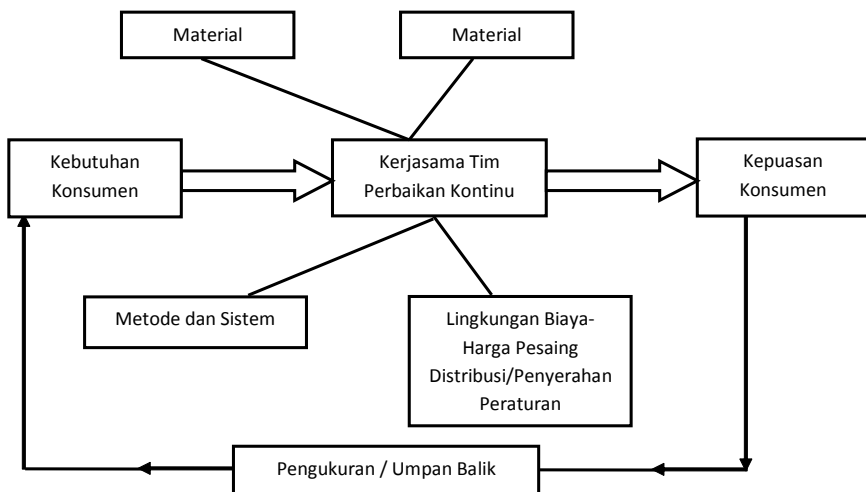 Material
Material
Kebutuhan
Konsumen
Kerjasama Tim
Perbaikan Kontinu
Kepuasan
Konsumen
Metode dan Sistem
Lingkungan Biaya-
Harga Pesaing
Distribusi/Penyerahan
Peraturan
Pengukuran / Umpan Balik